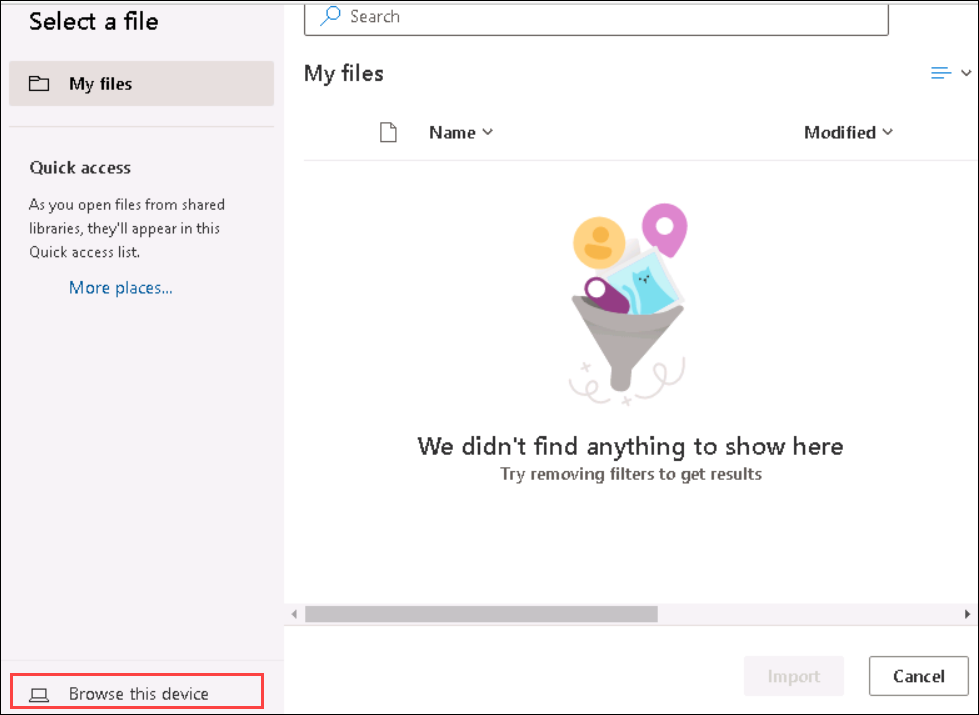 Select a file
My files
Quick access
As you open files from shared
libraries, they'll appear in this
Quick access list.
More places...
Browse this device
Search
My files
Name
Modified
We didn't find anything to show here
Try removing filters to get results
Import
Cancel